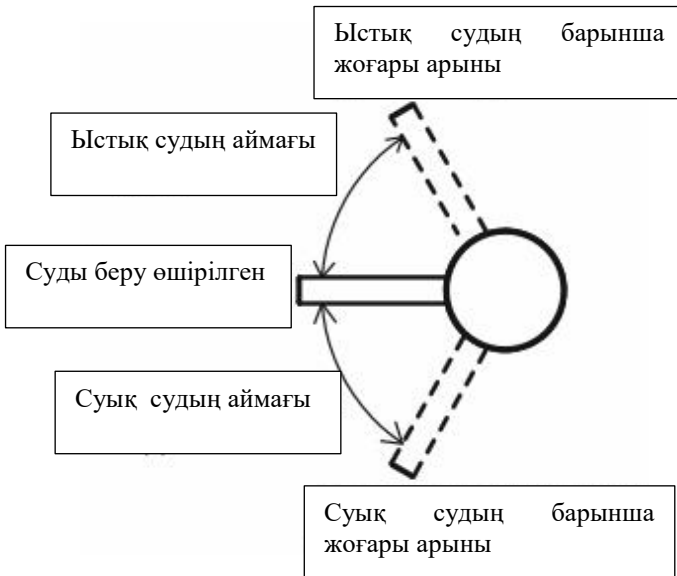 Ыстық судың барынша
жоғары арыны
Ыстық судың аймағы
Суды беру өшірілген
Суық судың аймағы
Суық судың барынша
жоғары арыны